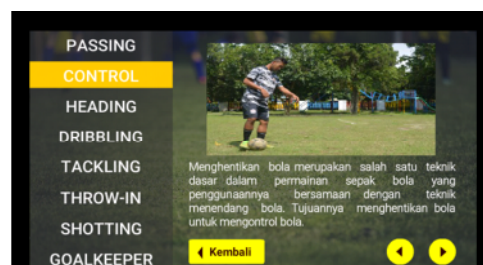 PASSING
CONTROL
HEADING
DRIBBLING
TACKLING
THROW-IN
SHOTTING
GOALKEEPER
Menghentikan bola merupakan salah satu teknik
dasar dalam permainan sepak bola yang
penggunaannya bersamaan dengan teknik
menendang bola. Tujuannya menghentikan bola
untuk mengontrol bola.
Kembali